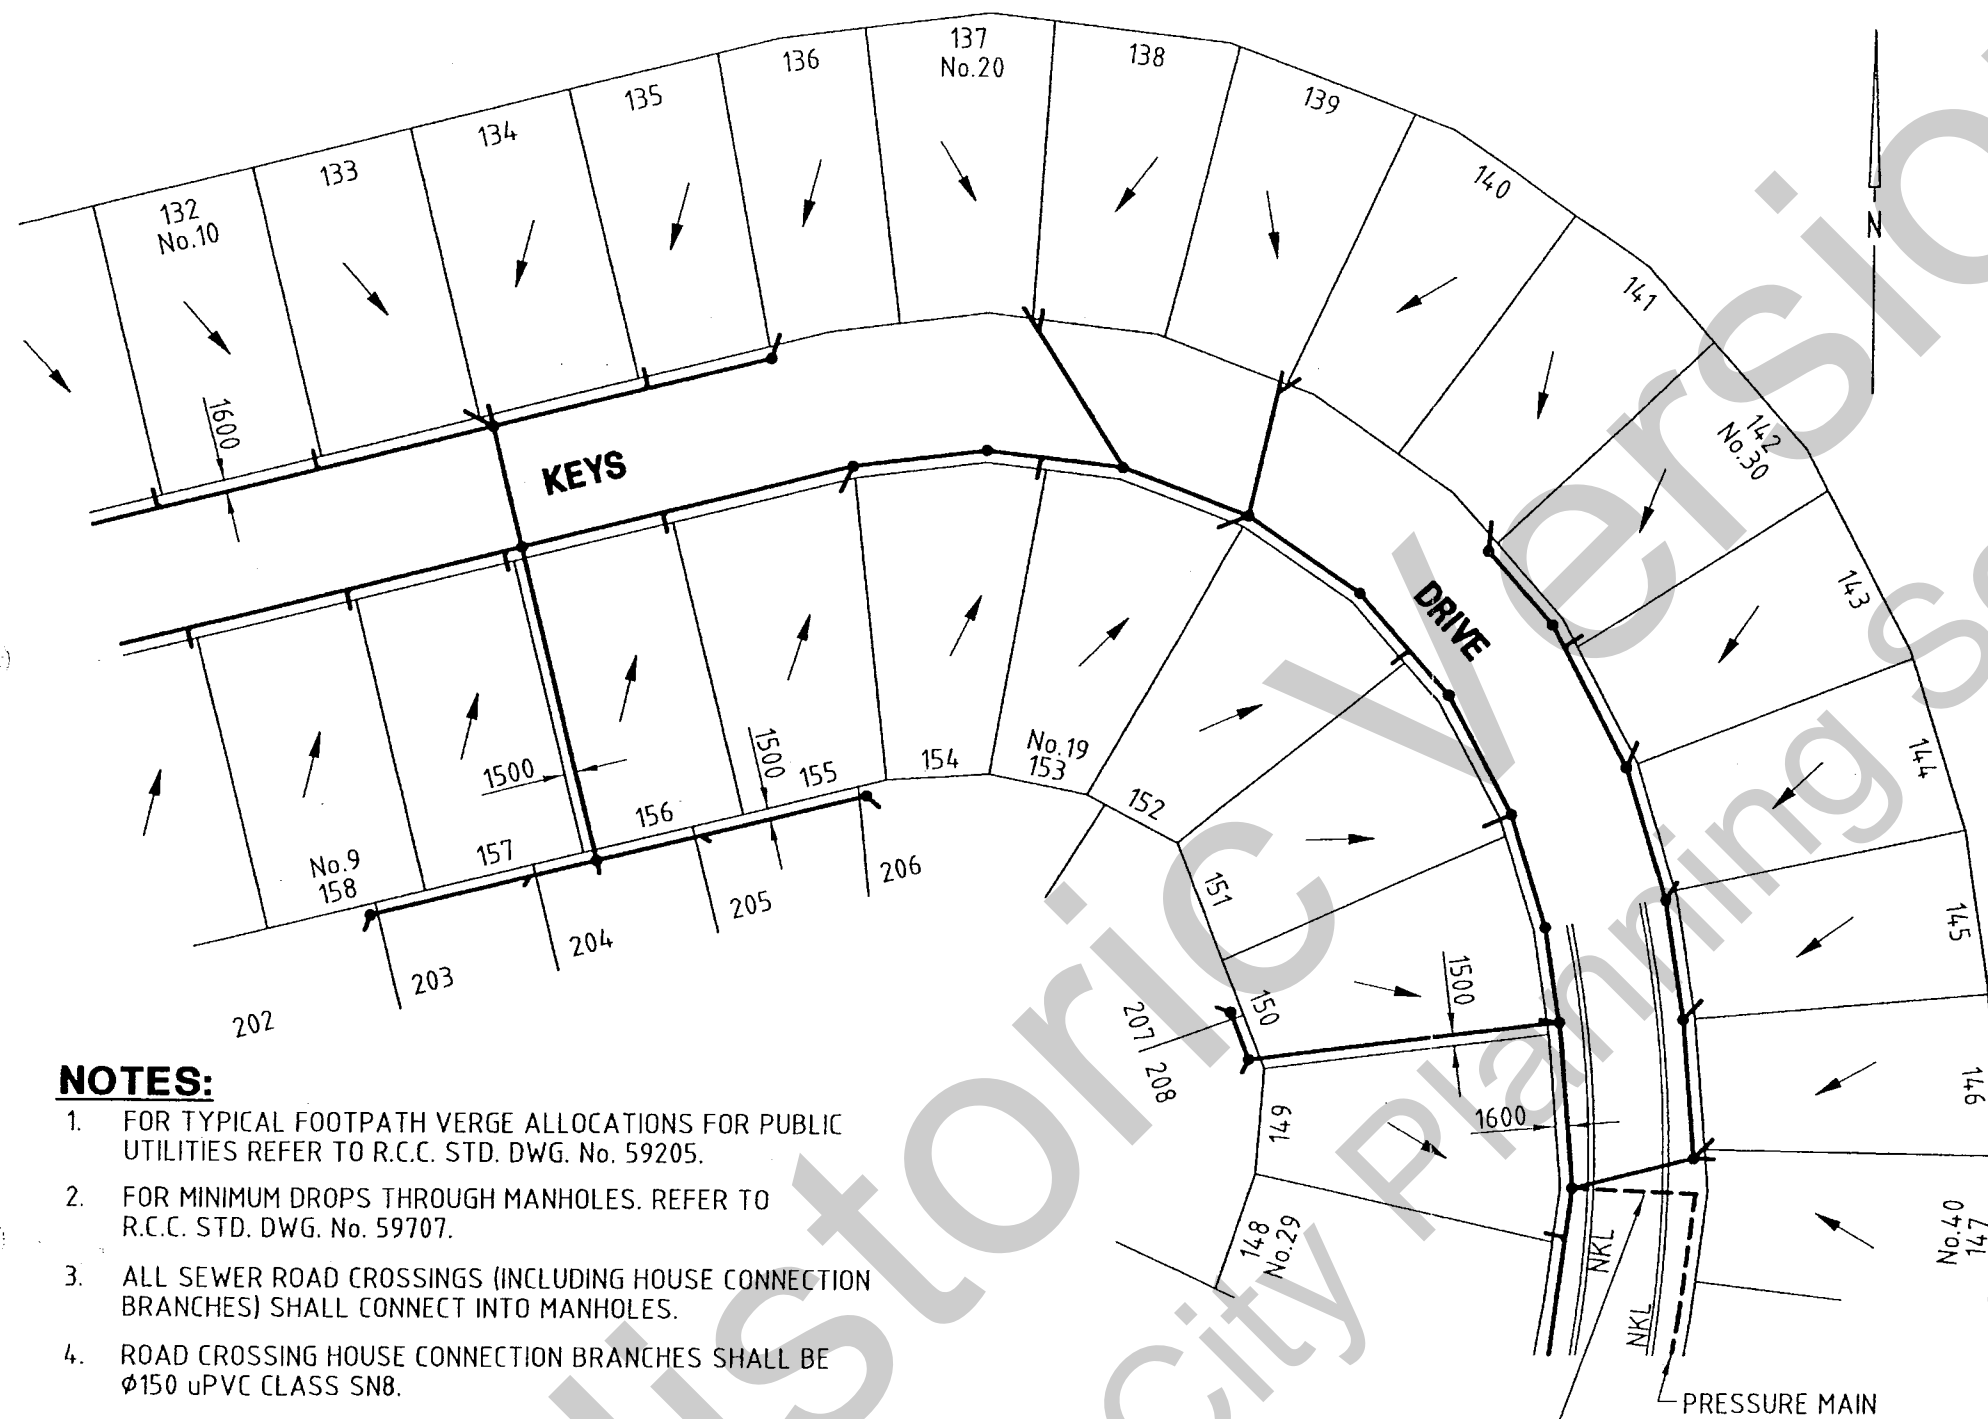 137
No.20
138
136
139
135
134
133
140
132
No.10
N
141
1600
142
No.30
KEYS
DRIVE
143
144
No.19
153
154
155
1500
1500
156
152
157
No.9
158
151
145
206
205
204
203
202
1500
150
207
208
146
149
1600
148
No.29
No.40
147
NKL
NKL
PRESSURE MAIN
NOTES:
1. FOR TYPICAL FOOTPATH VERGE ALLOCATIONS FOR PUBLIC
UTILITIES REFER TO R.C.C. STD. DWG. No. 59205.
2. FOR MINIMUM DROPS THROUGH MANHOLES. REFER TO
R.C.C. STD. DWG. No. 59707.
3. ALL SEWER ROAD CROSSINGS (INCLUDING HOUSE CONNECTION
BRANCHES) SHALL CONNECT INTO MANHOLES.
4. ROAD CROSSING HOUSE CONNECTION BRANCHES SHALL BE
Ø150 uPVC CLASS SN8.
Historic Versio
City Planning Sc